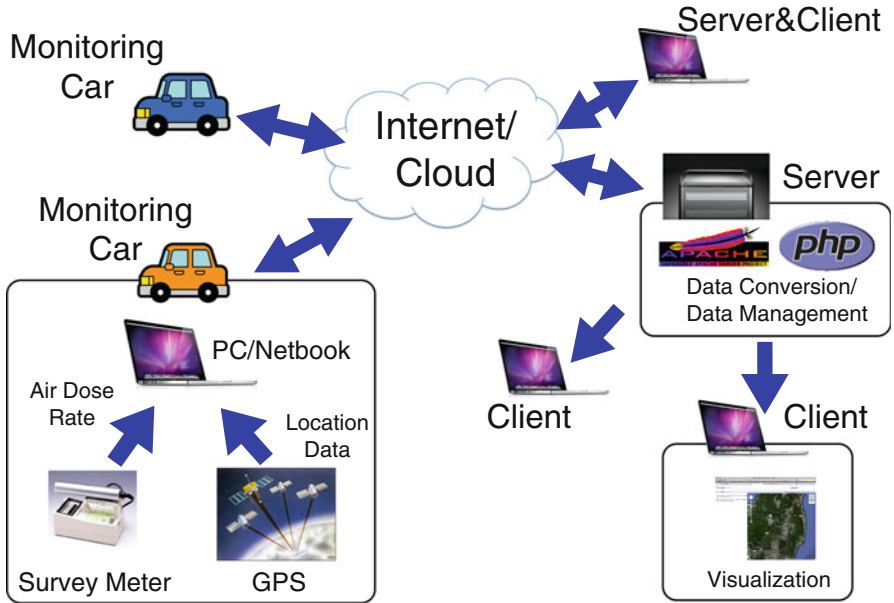 Monitoring
Car
Server&Client
Internet/
Cloud
Server
APACHE
php
Data Conversion/
Data Management
Monitoring
Car
PC/Netbook
Air Dose
Rate
Location
Data
Survey Meter
GPS
Client
Client
Visualization